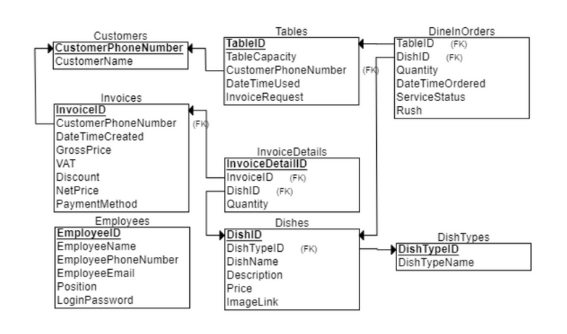 Customers
CustomerPhoneNumber
CustomerName
Tables
TableID
TableCapacity
CustomerPhoneNumber (FK)
DateTimeUsed
InvoiceRequest
DineInOrders
TableID (FK)
DishID (FK)
Quantity
DateTimeOrdered
ServiceStatus
Rush
Invoices
InvoiceID
CustomerPhoneNumber (FK)
DateTimeCreated
GrossPrice
VAT
Discount
NetPrice
PaymentMethod
InvoiceDetails
InvoiceDetailID
InvoiceID (FK)
DishID (FK)
Quantity
Employees
EmployeeID
EmployeeName
EmployeePhoneNumber
EmployeeEmail
Position
LoginPassword
Dishes
DishID
DishTypeID (FK)
DishName
Description
Price
ImageLink
DishTypes
DishTypeID
DishTypeName